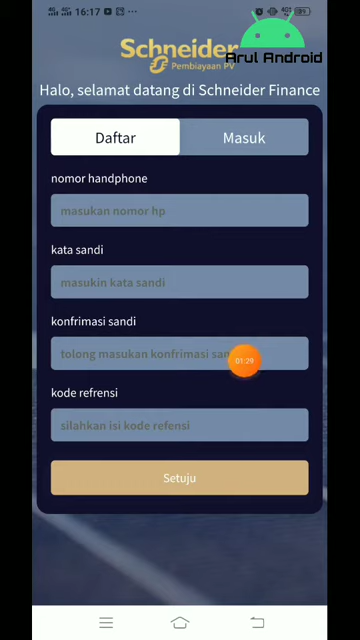 16:17
Schneider
Pembiayaan PV
Arul Android
Halo, selamat datang di Schneider Finance
Daftar
Masuk
nomor handphone
masukan nomor hp
kata sandi
masukin kata sandi
konfrimasi sandi
tolong masukan konfrimasi
01:29
kode refrensi
silahkan isi kode refensi
Setuju